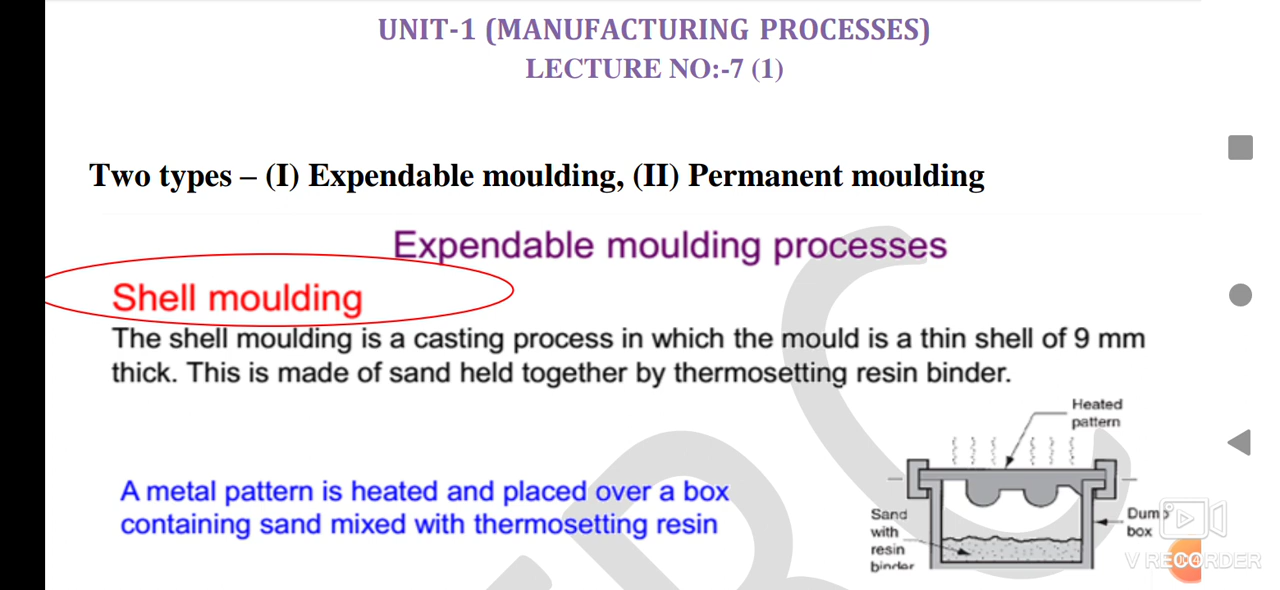 UNIT-1 (MANUFACTURING PROCESSES)
LECTURE NO:-7 (1)
Two types – (I) Expendable moulding, (II) Permanent moulding
Expendable moulding processes
Shell moulding
The shell moulding is a casting process in which the mould is a thin shell of 9 mm
thick. This is made of sand held together by thermosetting resin binder.
A metal pattern is heated and placed over a box
containing sand mixed with thermosetting resin
Heated
pattern
Sand
with
resin
binder
Dump
box
V RECORDER